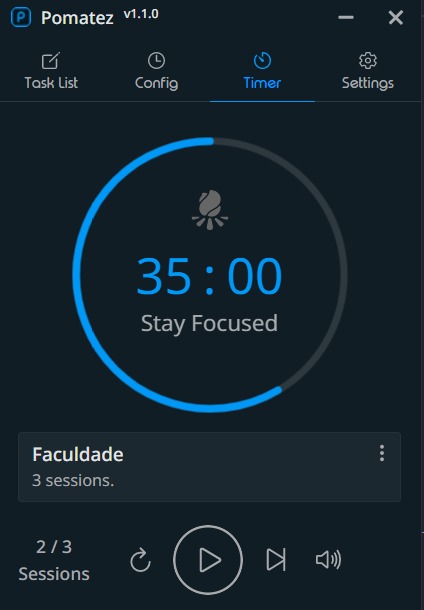 Pomatez v1.1.0
Task List Config Timer Settings
35 : 00
Stay Focused
Faculdade
3 sessions.
2 / 3
Sessions